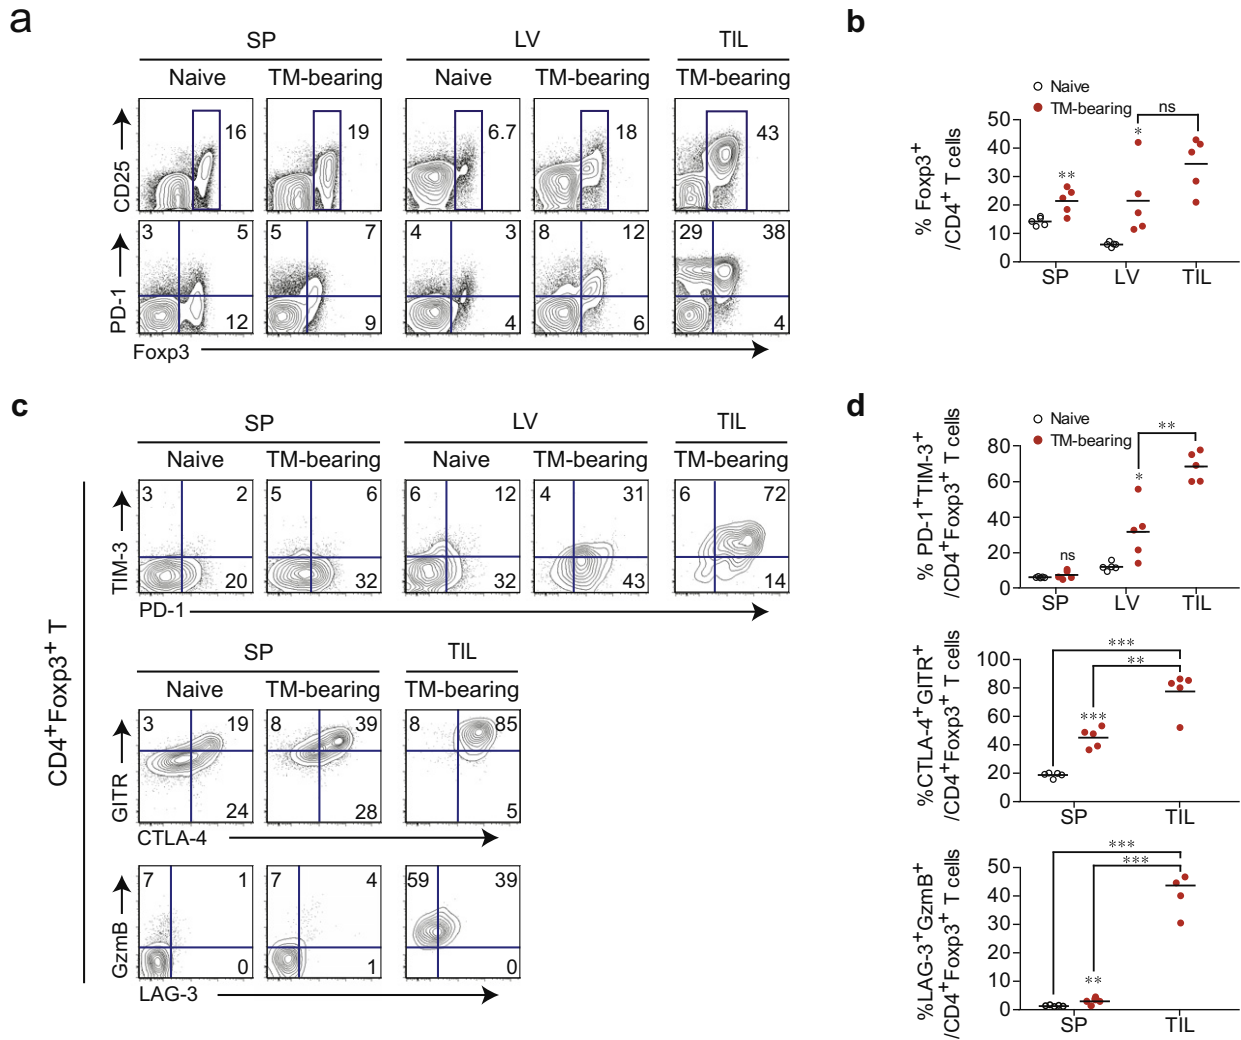 a
SP LV TIL
Naive TM-bearing Naive TM-bearing TM-bearing
CD25
16 19 6.7 18 43
PD-1
3 5 5 7 4 3 8 12 29 38
12 9 4 6 4
Foxp3
b
Naive
TM-bearing
% Foxp3+
/CD4+ T cells
ns
50
40
30
20
10
0
*
**
SP LV TIL
c
CD4+Foxp3+ T
SP LV TIL
Naive TM-bearing Naive TM-bearing TM-bearing
TIM-3
3 2 5 6 6 12 4 31 6 72
20 32 32 43 14
PD-1
SP TIL
Naive TM-bearing TM-bearing
GITR
3 19 8 39 8 85
24 28 5
CTLA-4
GzmB
7 1 7 4 59 39
0 1 0
LAG-3
d
Naive
TM-bearing
% PD-1+TIM-3+
/CD4+Foxp3+ T cells
**
80
60
40
20
0
*
ns
SP LV TIL
%CTLA-4+GITR+
/CD4+Foxp3+ T cells
***
**
100
80
60
40
20
0
***
SP TIL
%LAG-3+GzmB+
/CD4+Foxp3+ T cells
***
***
50
40
30
20
10
0
**
SP TIL